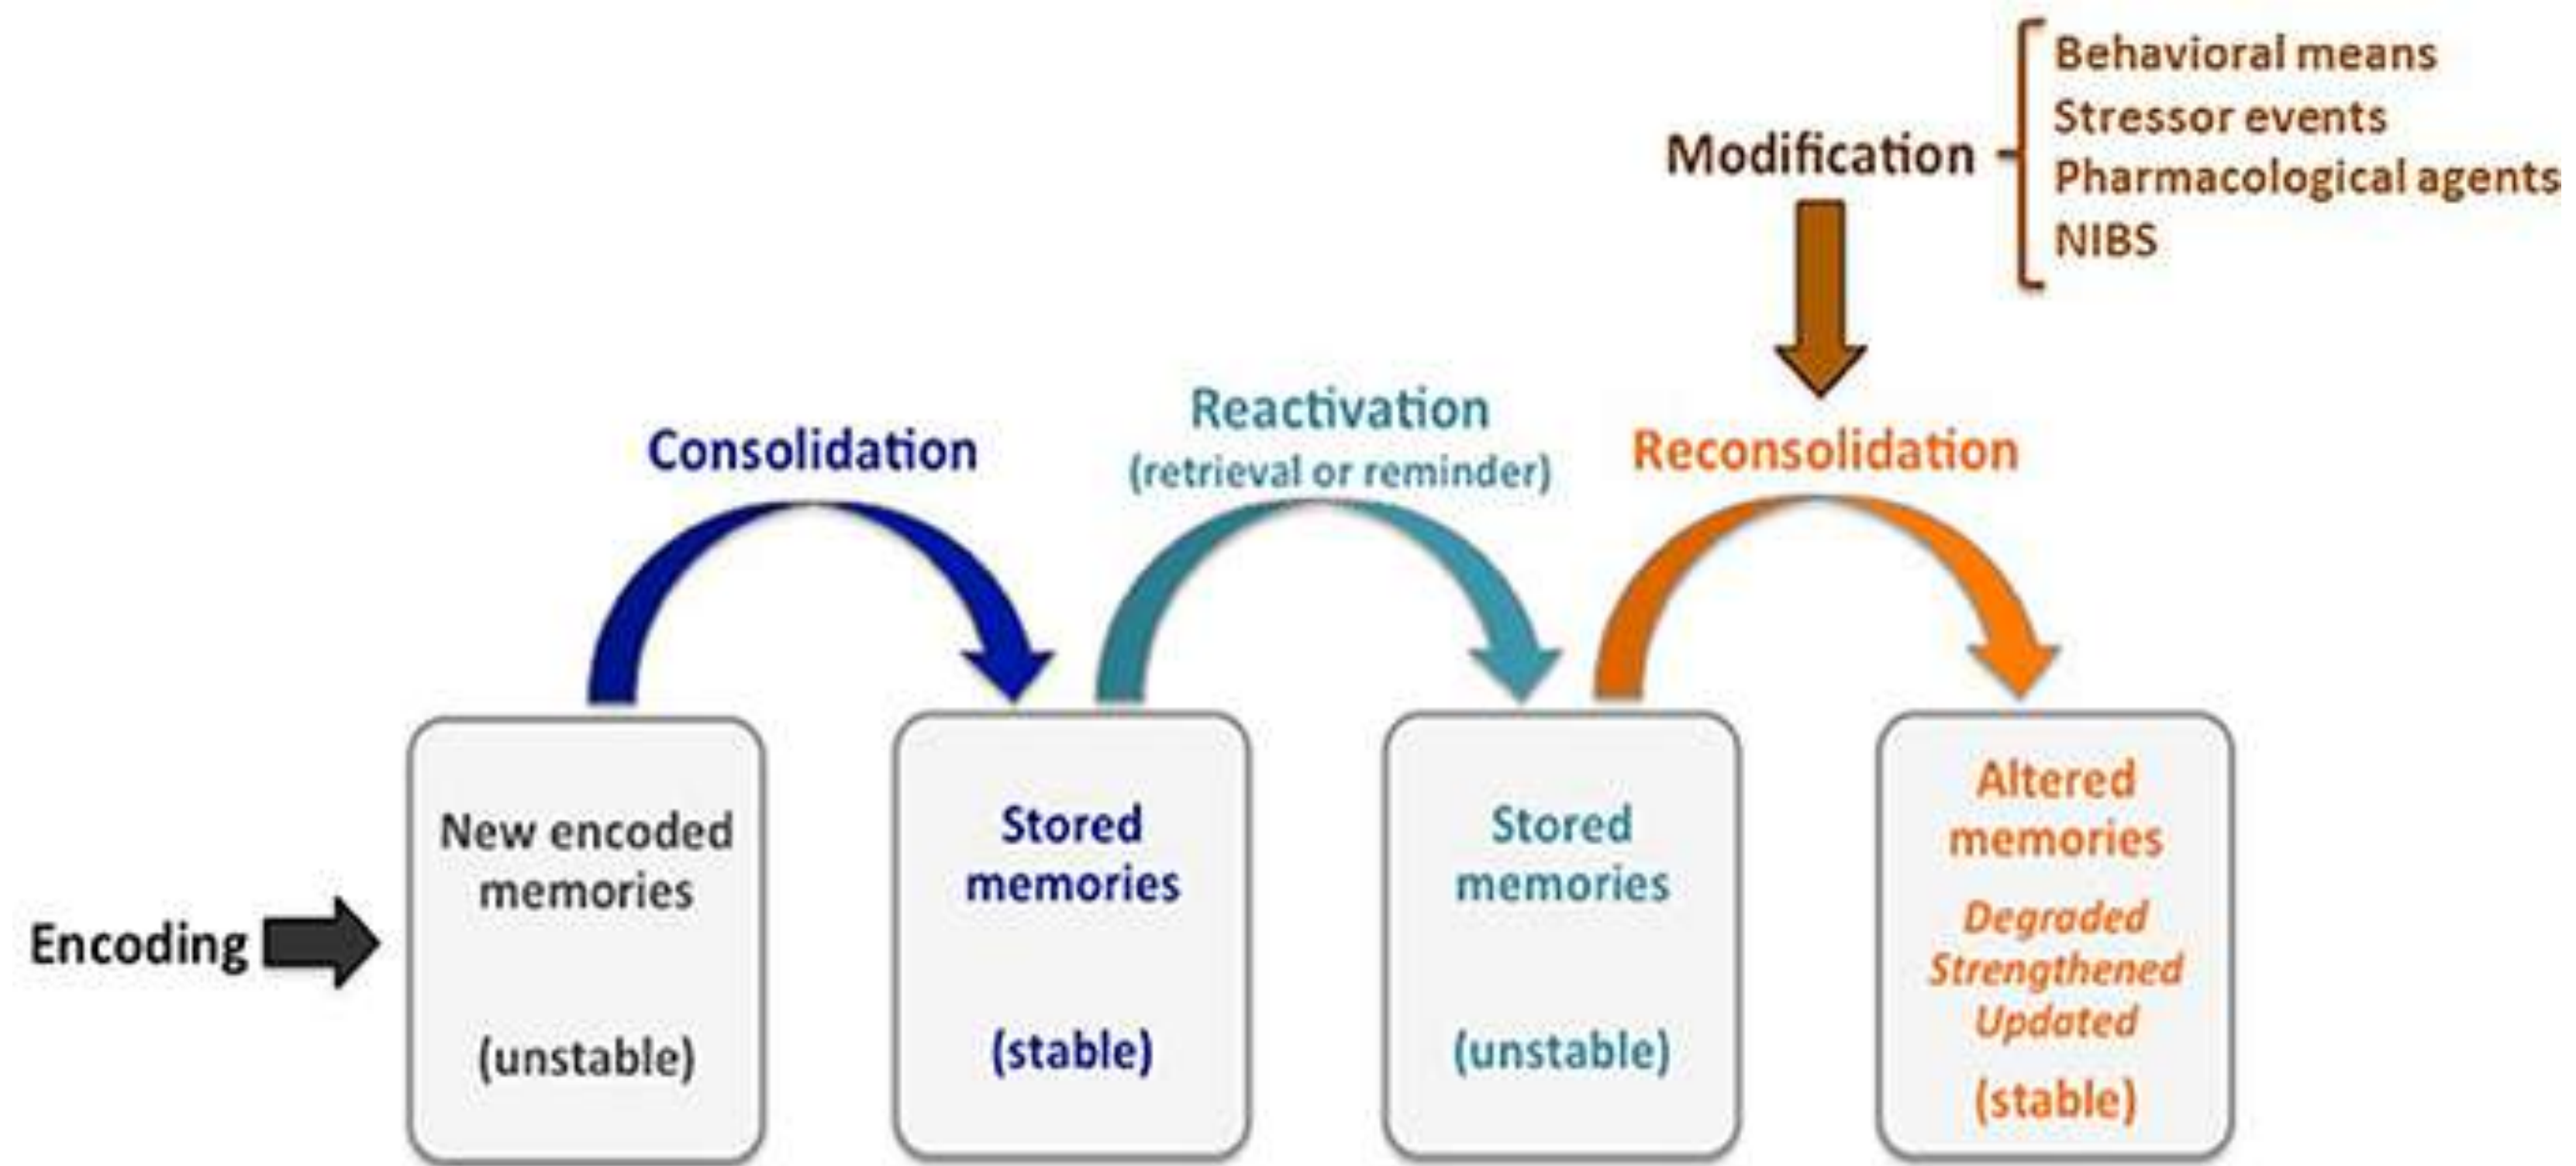 Behavioral means
Stressor events
Modification
Pharmacological agents
NIBS
Reactivation
Consolidation
(retrieval or reminder)
Reconsolidation
Encoding
New encoded
memories
(unstable)
Stored
memories
(stable)
Stored
memories
(unstable)
Altered
memories
Degraded
Strengthened
Updated
(stable)